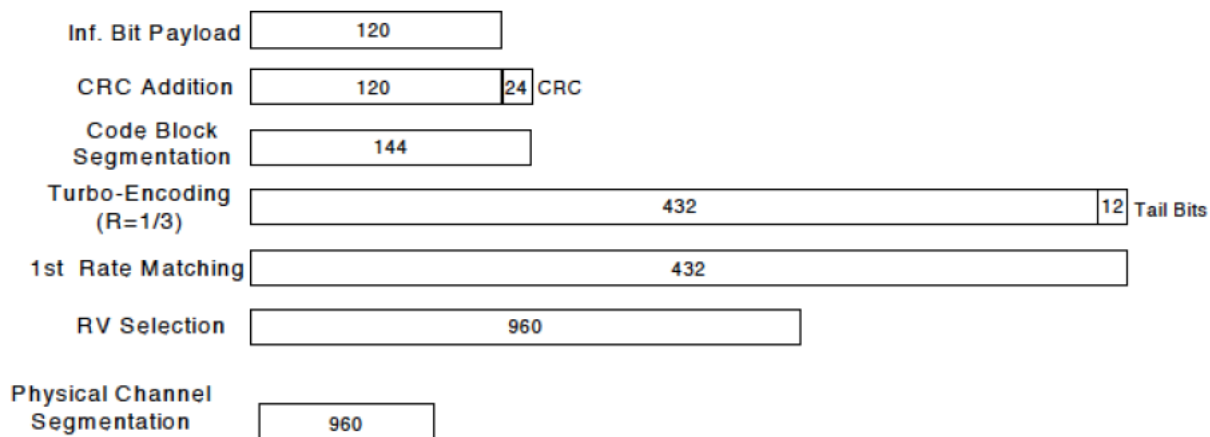 Inf. Bit Payload 120
CRC Addition 120 24 CRC
Code Block
Segmentation 144
Turbo-Encoding
(R=1/3) 432 12 Tail Bits
1st Rate Matching 432
RV Selection 960
Physical Channel
Segmentation 960